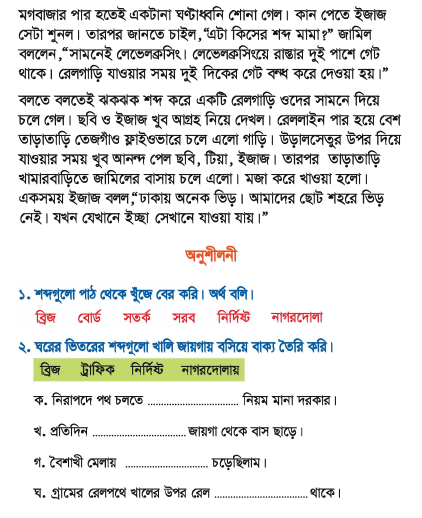 মগবাজার পার হতেই একটানা ঘণ্টাধ্বনি শোনা গেল। কান পেতে ইজাজ
সেটা শুনল। তারপর জানতে চাইল,“এটা কিসের শব্দ মামা?” জামিল
বললেন, “সামনেই লেভেলক্রসিং। লেভেলক্রসিংয়ে রাস্তার দুই পাশে গেট
থাকে। রেলগাড়ি যাওয়ার সময় দুই দিকের গেট বন্ধ করে দেওয়া হয়।”
বলতে বলতেই ঝকঝক শব্দ করে একটি রেলগাড়ি ওদের সামনে দিয়ে
চলে গেল। ছবি ও ইজাজ খুব আগ্রহ নিয়ে দেখল। রেললাইন পার হয়ে বেশ
তাড়াতাড়ি তেজগাঁও ফ্লাইওভারে চলে এলো গাড়ি। উড়ালসেতুর উপর দিয়ে
যাওয়ার সময় খুব আনন্দ পেল ছবি, টিয়া, ইজাজ। তারপর তাড়াতাড়ি
খামারবাড়িতে জামিলের বাসায় চলে এলো। মজা করে খাওয়া হলো।
একসময় ইজাজ বলল,“ঢাকায় অনেক ভিড়। আমাদের ছোট শহরে ভিড়
নেই। যখন যেখানে ইচ্ছা সেখানে যাওয়া যায়।”
অনুশীলনী
১. শব্দগুলো পাঠ থেকে খুঁজে বের করি। অর্থ বলি।
ব্রিজ বোর্ড সতর্ক সরব নির্দিষ্ট নাগরদোলা
২. ঘরের ভিতরের শব্দগুলো খালি জায়গায় বসিয়ে বাক্য তৈরি করি।
ব্রিজ ট্রাফিক নির্দিষ্ট নাগরদোলায়
ক. নিরাপদে পথ চলতে ................................ নিয়ম মানা দরকার।
খ. প্রতিদিন ................................ জায়গা থেকে বাস ছাড়ে।
গ. বৈশাখী মেলায় ............................ চড়েছিলাম।
ঘ. গ্রামের রেলপথে খালের উপর রেল ................................ থাকে।